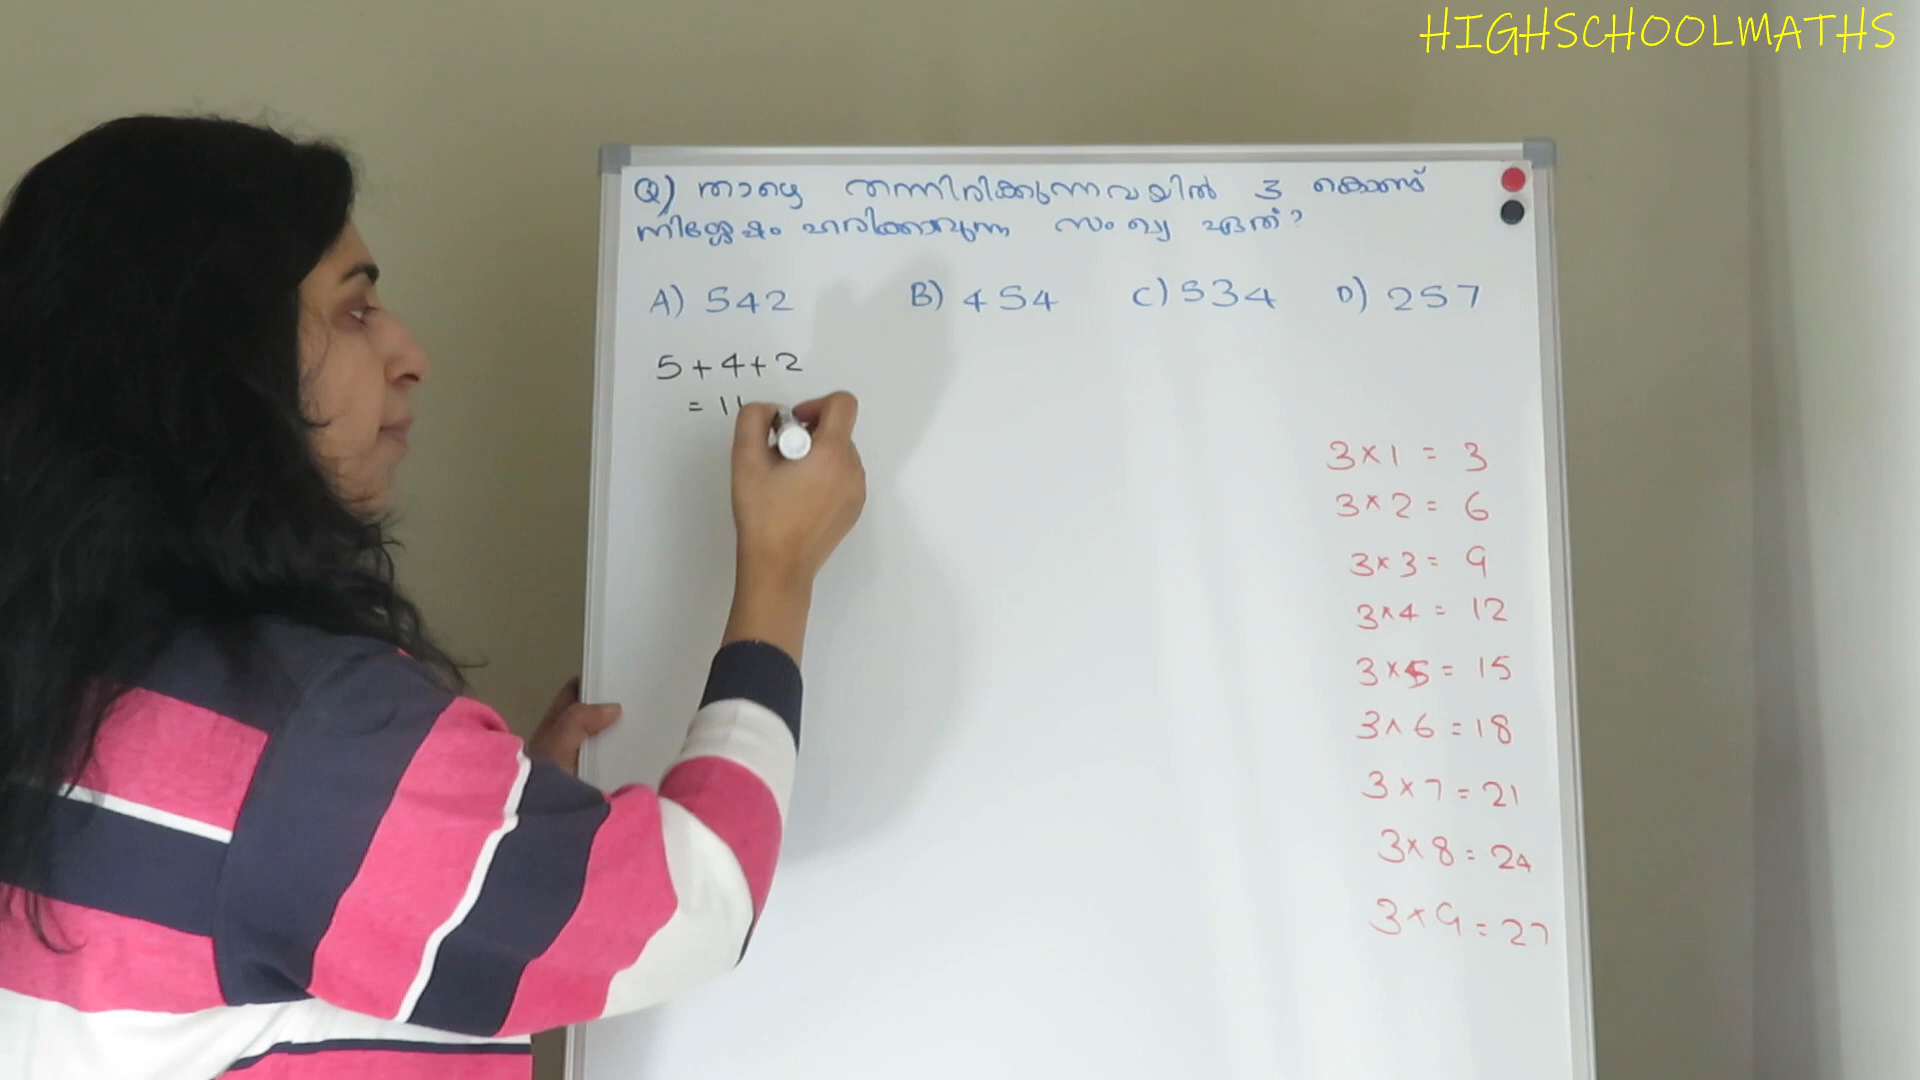 HIGHSCHOOLMATHS
Q) താഴെ തന്നിരിക്കുന്നവയിൽ 3 കൊണ്ട്
നിശ്ശേഷം ഹരിക്കാവുന്ന സംഖ്യ ഏത്?
A) 542 B) 454 C) 534 D) 257
5+4+2
= 11
3×1 = 3
3×2 = 6
3×3 = 9
3×4 = 12
3×5 = 15
3×6 = 18
3×7 = 21
3×8 = 24
3×9 = 27